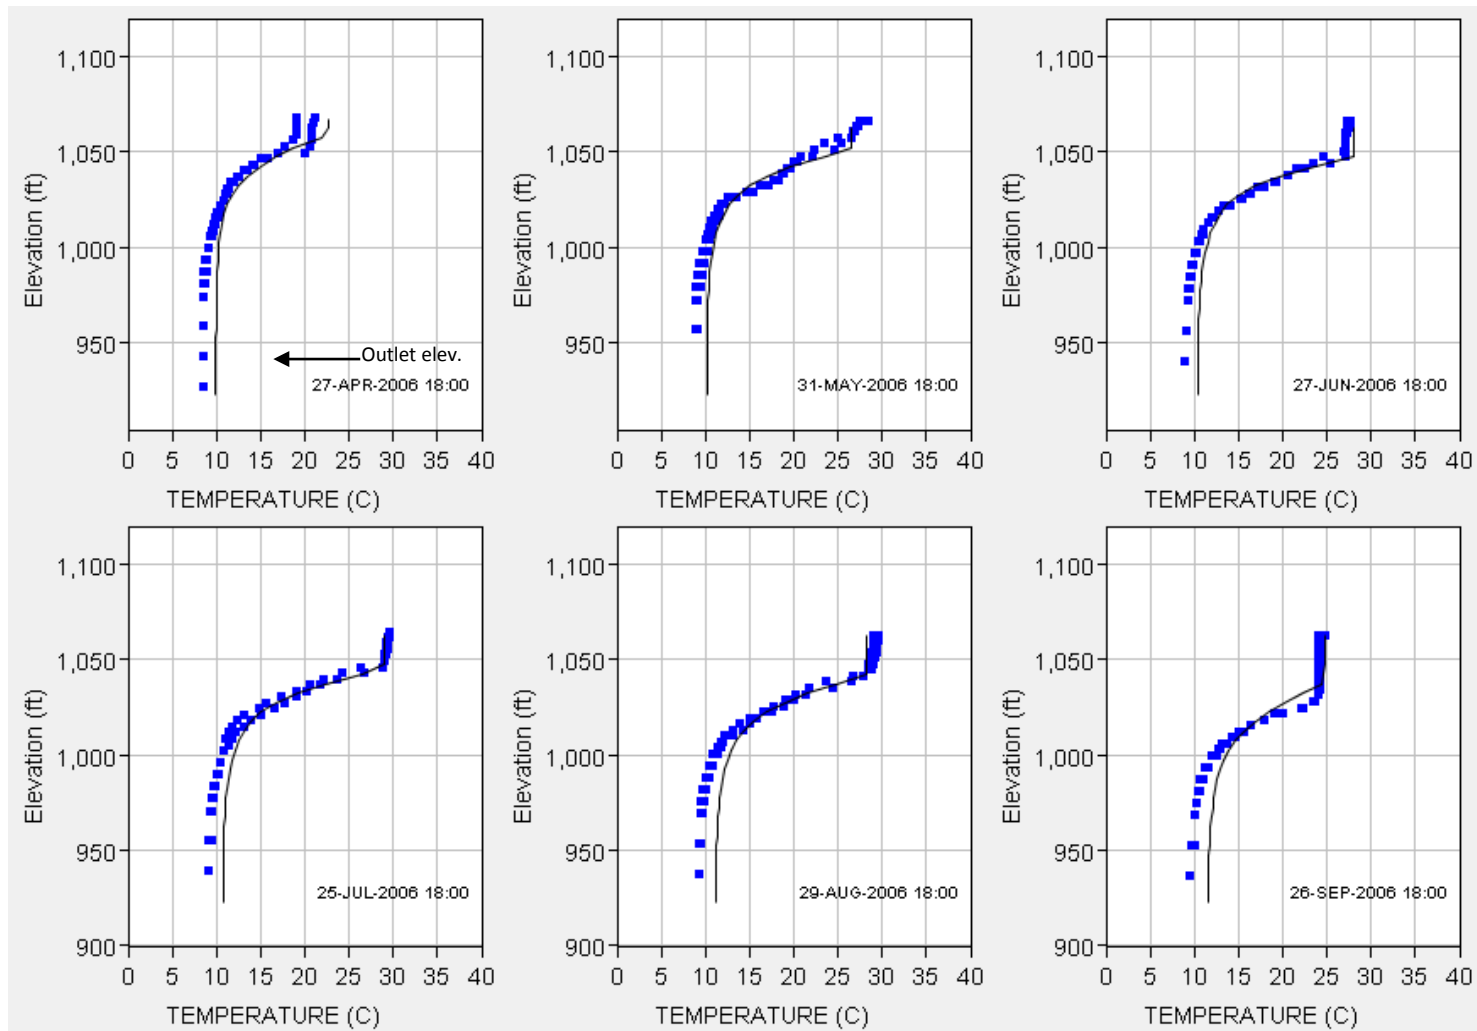 1,100
1,050
1,000
950
Elevation (ft)
Outlet elev.
27-APR-2006 18:00
0 5 10 15 20 25 30 35 40
TEMPERATURE (C)
1,100
1,050
1,000
950
Elevation (ft)
31-MAY-2006 18:00
0 5 10 15 20 25 30 35 40
TEMPERATURE (C)
1,100
1,050
1,000
950
Elevation (ft)
27-JUN-2006 18:00
0 5 10 15 20 25 30 35 40
TEMPERATURE (C)
1,100
1,050
1,000
950
900
Elevation (ft)
25-JUL-2006 18:00
0 5 10 15 20 25 30 35 40
TEMPERATURE (C)
1,100
1,050
1,000
950
900
Elevation (ft)
29-AUG-2006 18:00
0 5 10 15 20 25 30 35 40
TEMPERATURE (C)
1,100
1,050
1,000
950
900
Elevation (ft)
26-SEP-2006 18:00
0 5 10 15 20 25 30 35 40
TEMPERATURE (C)